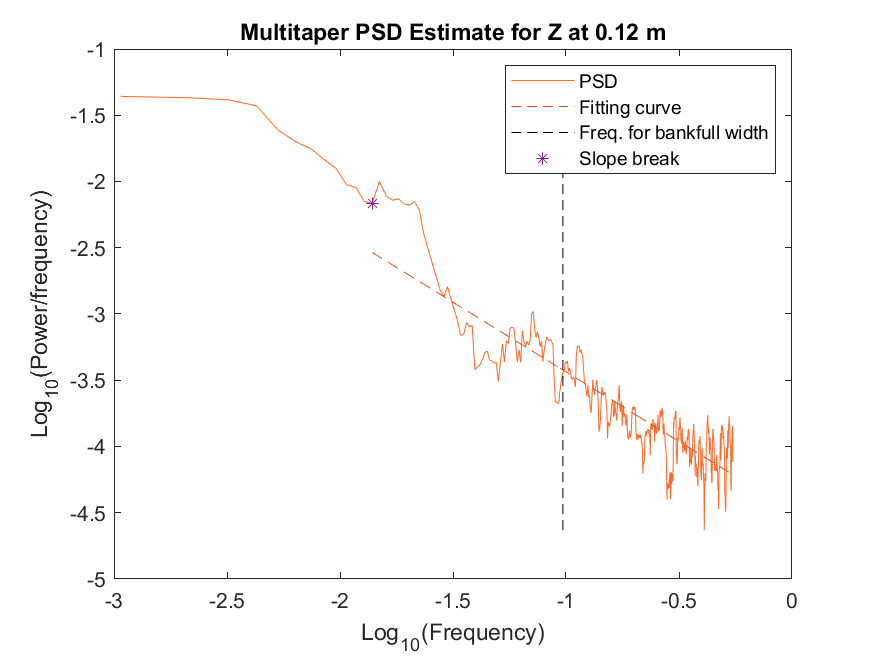 Multitaper PSD Estimate for Z at 0.12 m
PSD
Fitting curve
Freq. for bankfull width
Slope break
-1
-1.5
-2
-2.5
-3
-3.5
-4
-4.5
-5
Log10(Power/frequency)
-3 -2.5 -2 -1.5 -1 -0.5 0
Log10(Frequency)